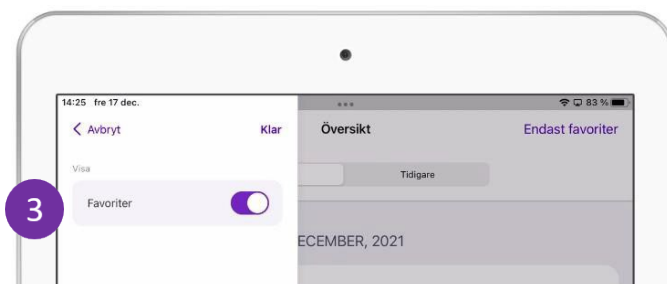 14:25 fre 17 dec.
83 %
Avbryt
Klar
Översikt
Endast favoriter
Visa
Tidigare
3
Favoriter
ECEMBER, 2021